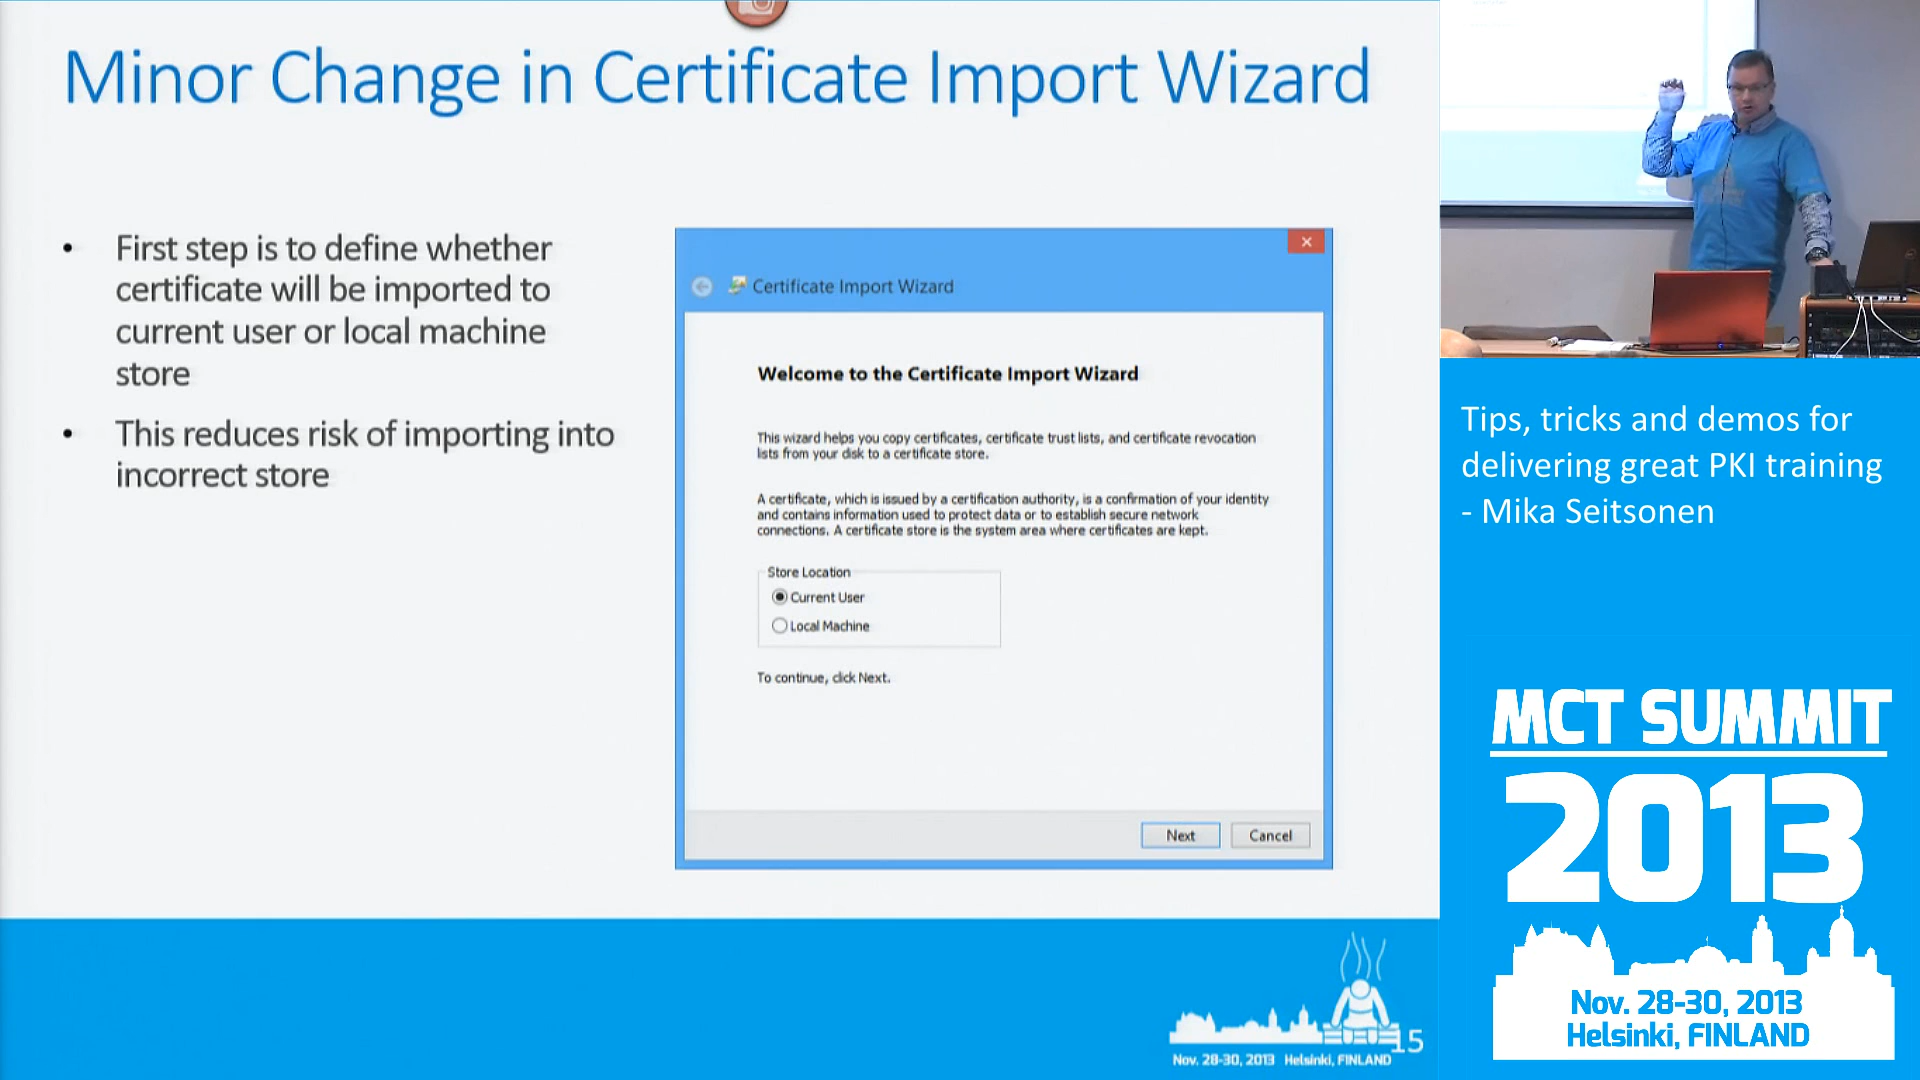 Minor Change in Certificate Import Wizard
• First step is to define whether
certificate will be imported to
current user or local machine
store
• This reduces risk of importing into
incorrect store
Certificate Import Wizard
Welcome to the Certificate Import Wizard
This wizard helps you copy certificates, certificate trust lists, and certificate revocation
lists from your disk to a certificate store.
A certificate, which is issued by a certification authority, is a confirmation of your identity
and contains information used to protect data or to establish secure network
connections. A certificate store is the system area where certificates are kept.
Store Location
Current User
Local Machine
To continue, click Next.
Next
Cancel
Nov. 28-30, 2013 Helsinki, FINLAND
15
Tips, tricks and demos for
delivering great PKI training
- Mika Seitsonen
MCT SUMMIT
2013
Nov. 28-30, 2013
Helsinki, FINLAND